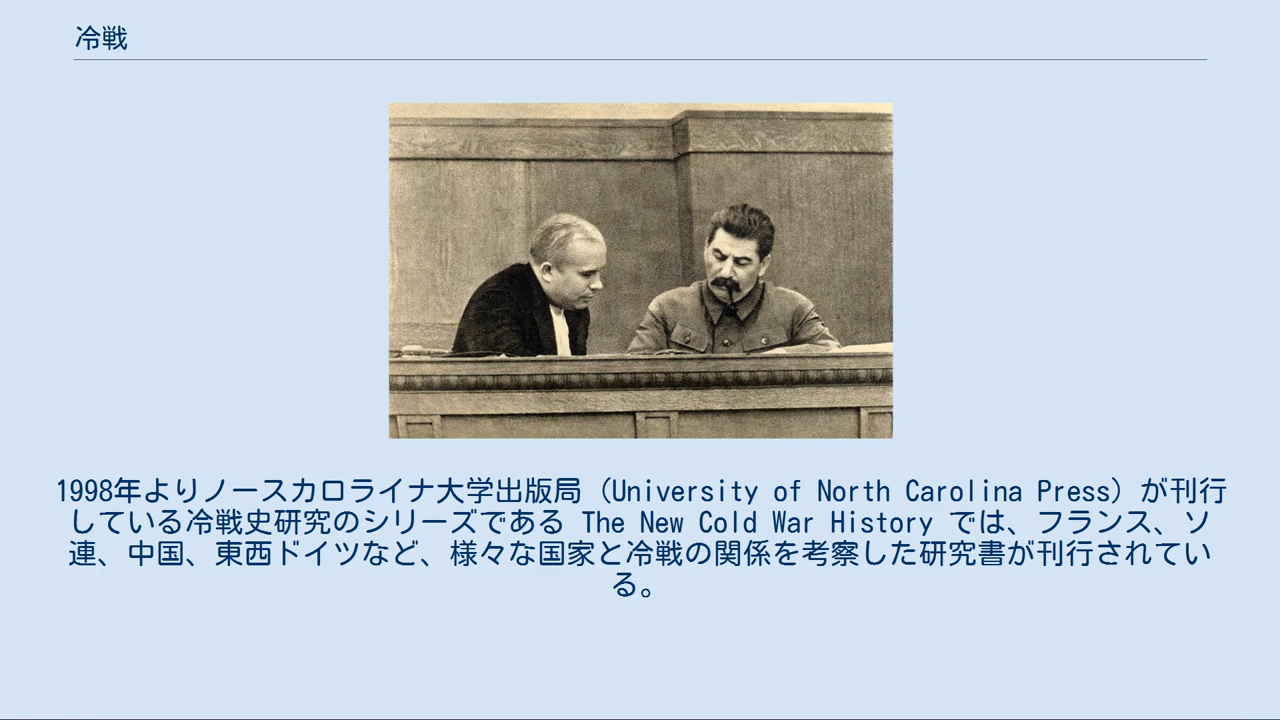 冷戦
1998年よりノースカロライナ大学出版局（University of North Carolina Press）が刊行
している冷戦史研究のシリーズである The New Cold War History では、フランス、ソ
連、中国、東西ドイツなど、様々な国家と冷戦の関係を考察した研究書が刊行されてい
る。